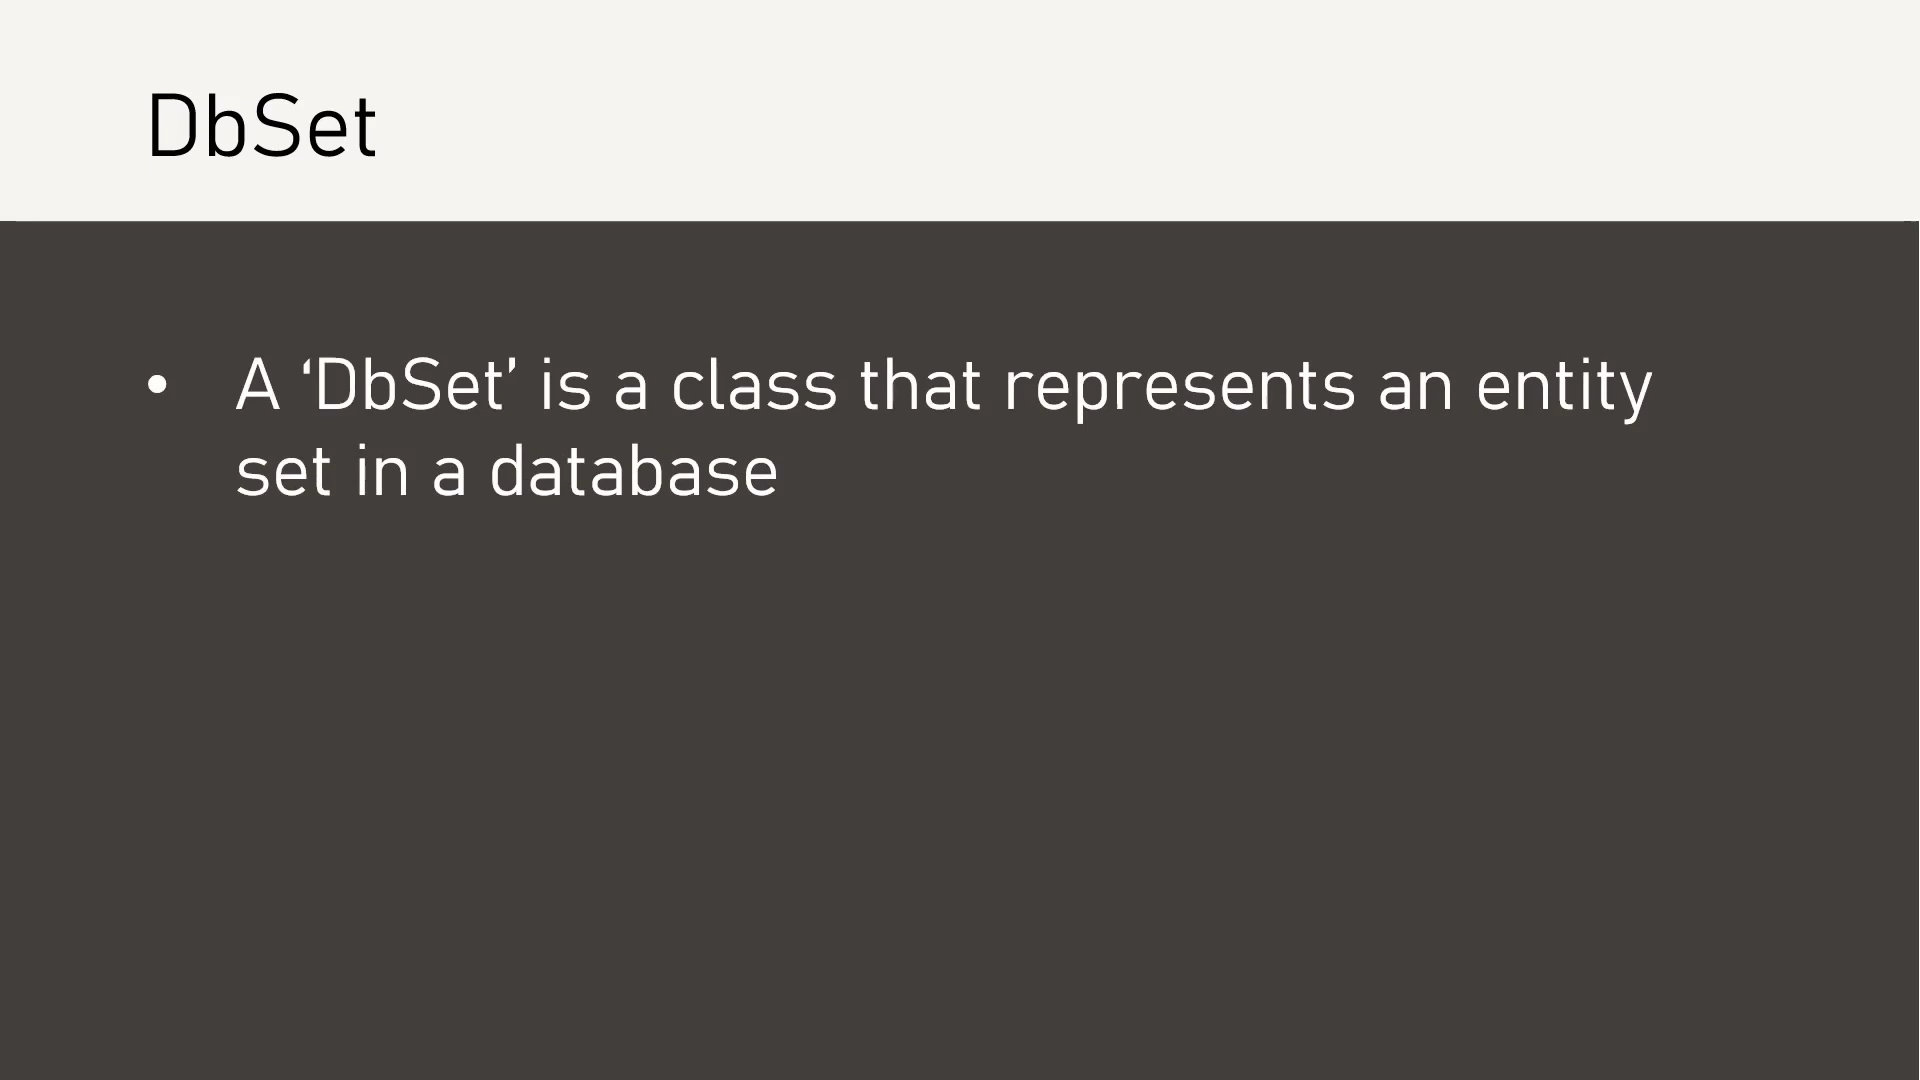 DbSet
• A ‘DbSet’ is a class that represents an entity
set in a database